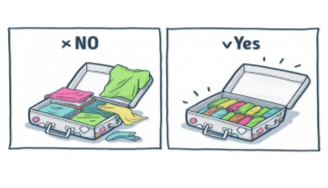 × NO
✓ Yes